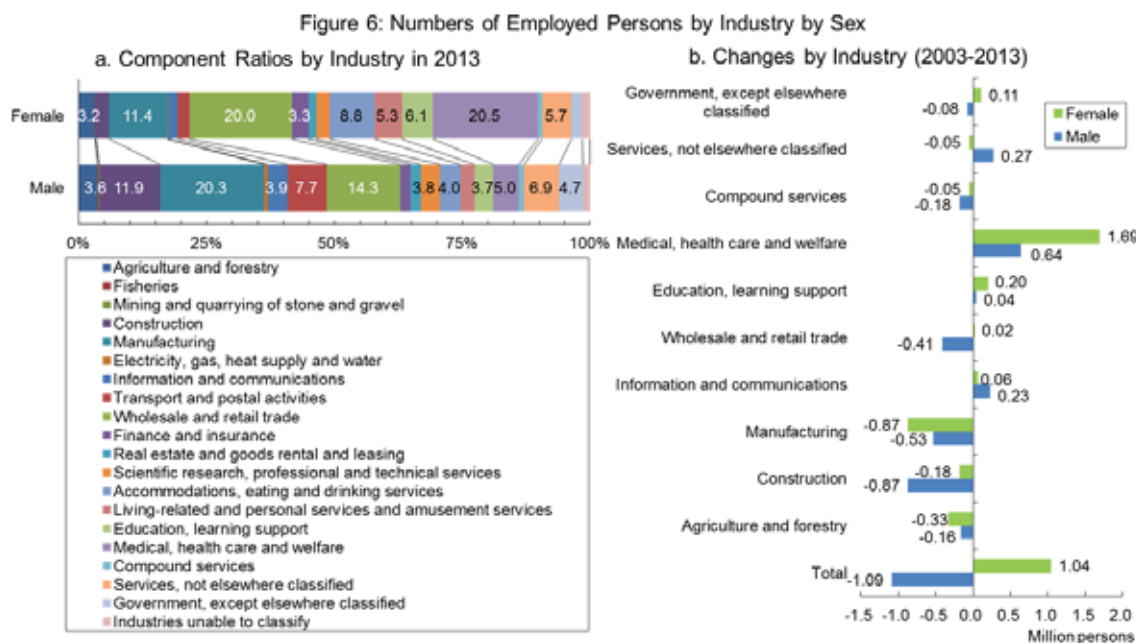 Figure 6: Numbers of Employed Persons by Industry by Sex
a. Component Ratios by Industry in 2013
Female
3.2 11.4 20.0 3.3 8.8 5.3 6.1 20.5 5.7
Male
3.6 11.9 20.3 3.9 7.7 14.3 3.8 4.0 3.7 5.0 6.9 4.7
0% 25% 50% 75% 100%
Agriculture and forestry
Fisheries
Mining and quarrying of stone and gravel
Construction
Manufacturing
Electricity, gas, heat supply and water
Information and communications
Transport and postal activities
Wholesale and retail trade
Finance and insurance
Real estate and goods rental and leasing
Scientific research, professional and technical services
Accommodations, eating and drinking services
Living-related and personal services and amusement services
Education, learning support
Medical, health care and welfare
Compound services
Services, not elsewhere classified
Government, except elsewhere classified
Industries unable to classify
b. Changes by Industry (2003-2013)
Female
Male
Government, except elsewhere
classified
0.11
-0.08
Services, not elsewhere classified
-0.05
0.27
Compound services
-0.05
-0.18
Medical, health care and welfare
1.69
0.64
Education, learning support
0.20
0.04
Wholesale and retail trade
0.02
-0.41
Information and communications
0.06
0.23
Manufacturing
-0.87
-0.53
Construction
-0.18
-0.87
Agriculture and forestry
-0.33
-0.16
Total
1.04
-1.09
-1.5 -1.0 -0.5 0.0 0.5 1.0 1.5 2.0
Million persons